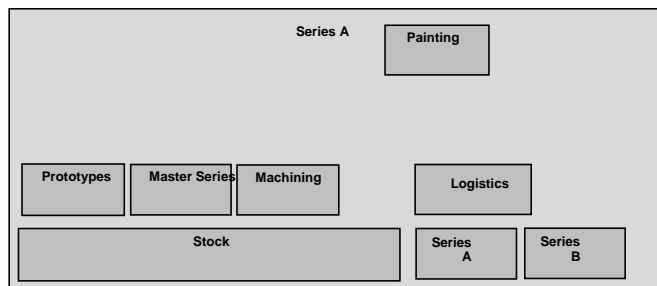 Series A
Painting
Prototypes
Master Series
Machining
Logistics
Stock
Series
A
Series
B